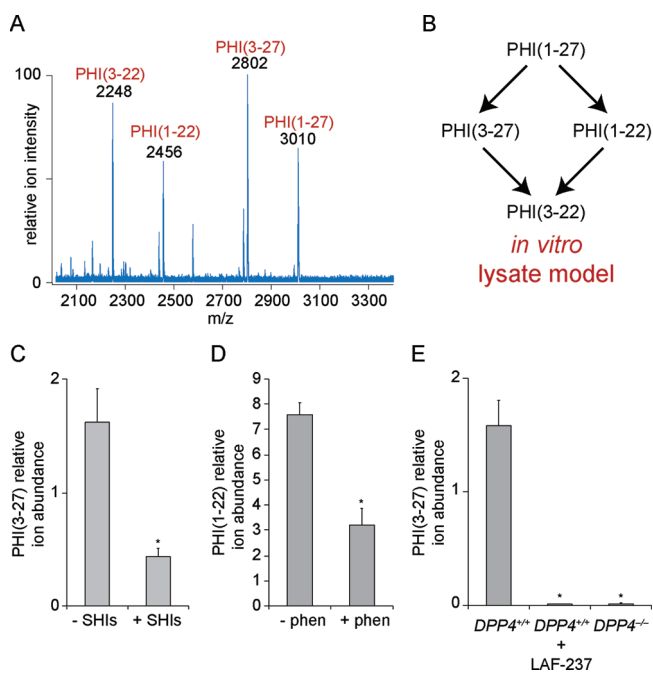 A
PHI(3-22)
2248
PHI(1-22)
2456
PHI(3-27)
2802
PHI(1-27)
3010
100
0
relative ion intensity
2100 2300 2500 2700 2900 3100 3300
m/z
B
PHI(1-27)
PHI(3-27) PHI(1-22)
PHI(3-22)
in vitro
lysate model
C
PHI(3-27) relative
ion abundance
2
1
0
*
- SHIs + SHIs
D
PHI(1-22) relative
ion abundance
9
8
7
6
5
4
3
2
1
0
*
- phen + phen
E
PHI(3-27) relative
ion abundance
2
1
0
* *
DPP4+/+ DPP4+/+ DPP4–/–
+
LAF-237